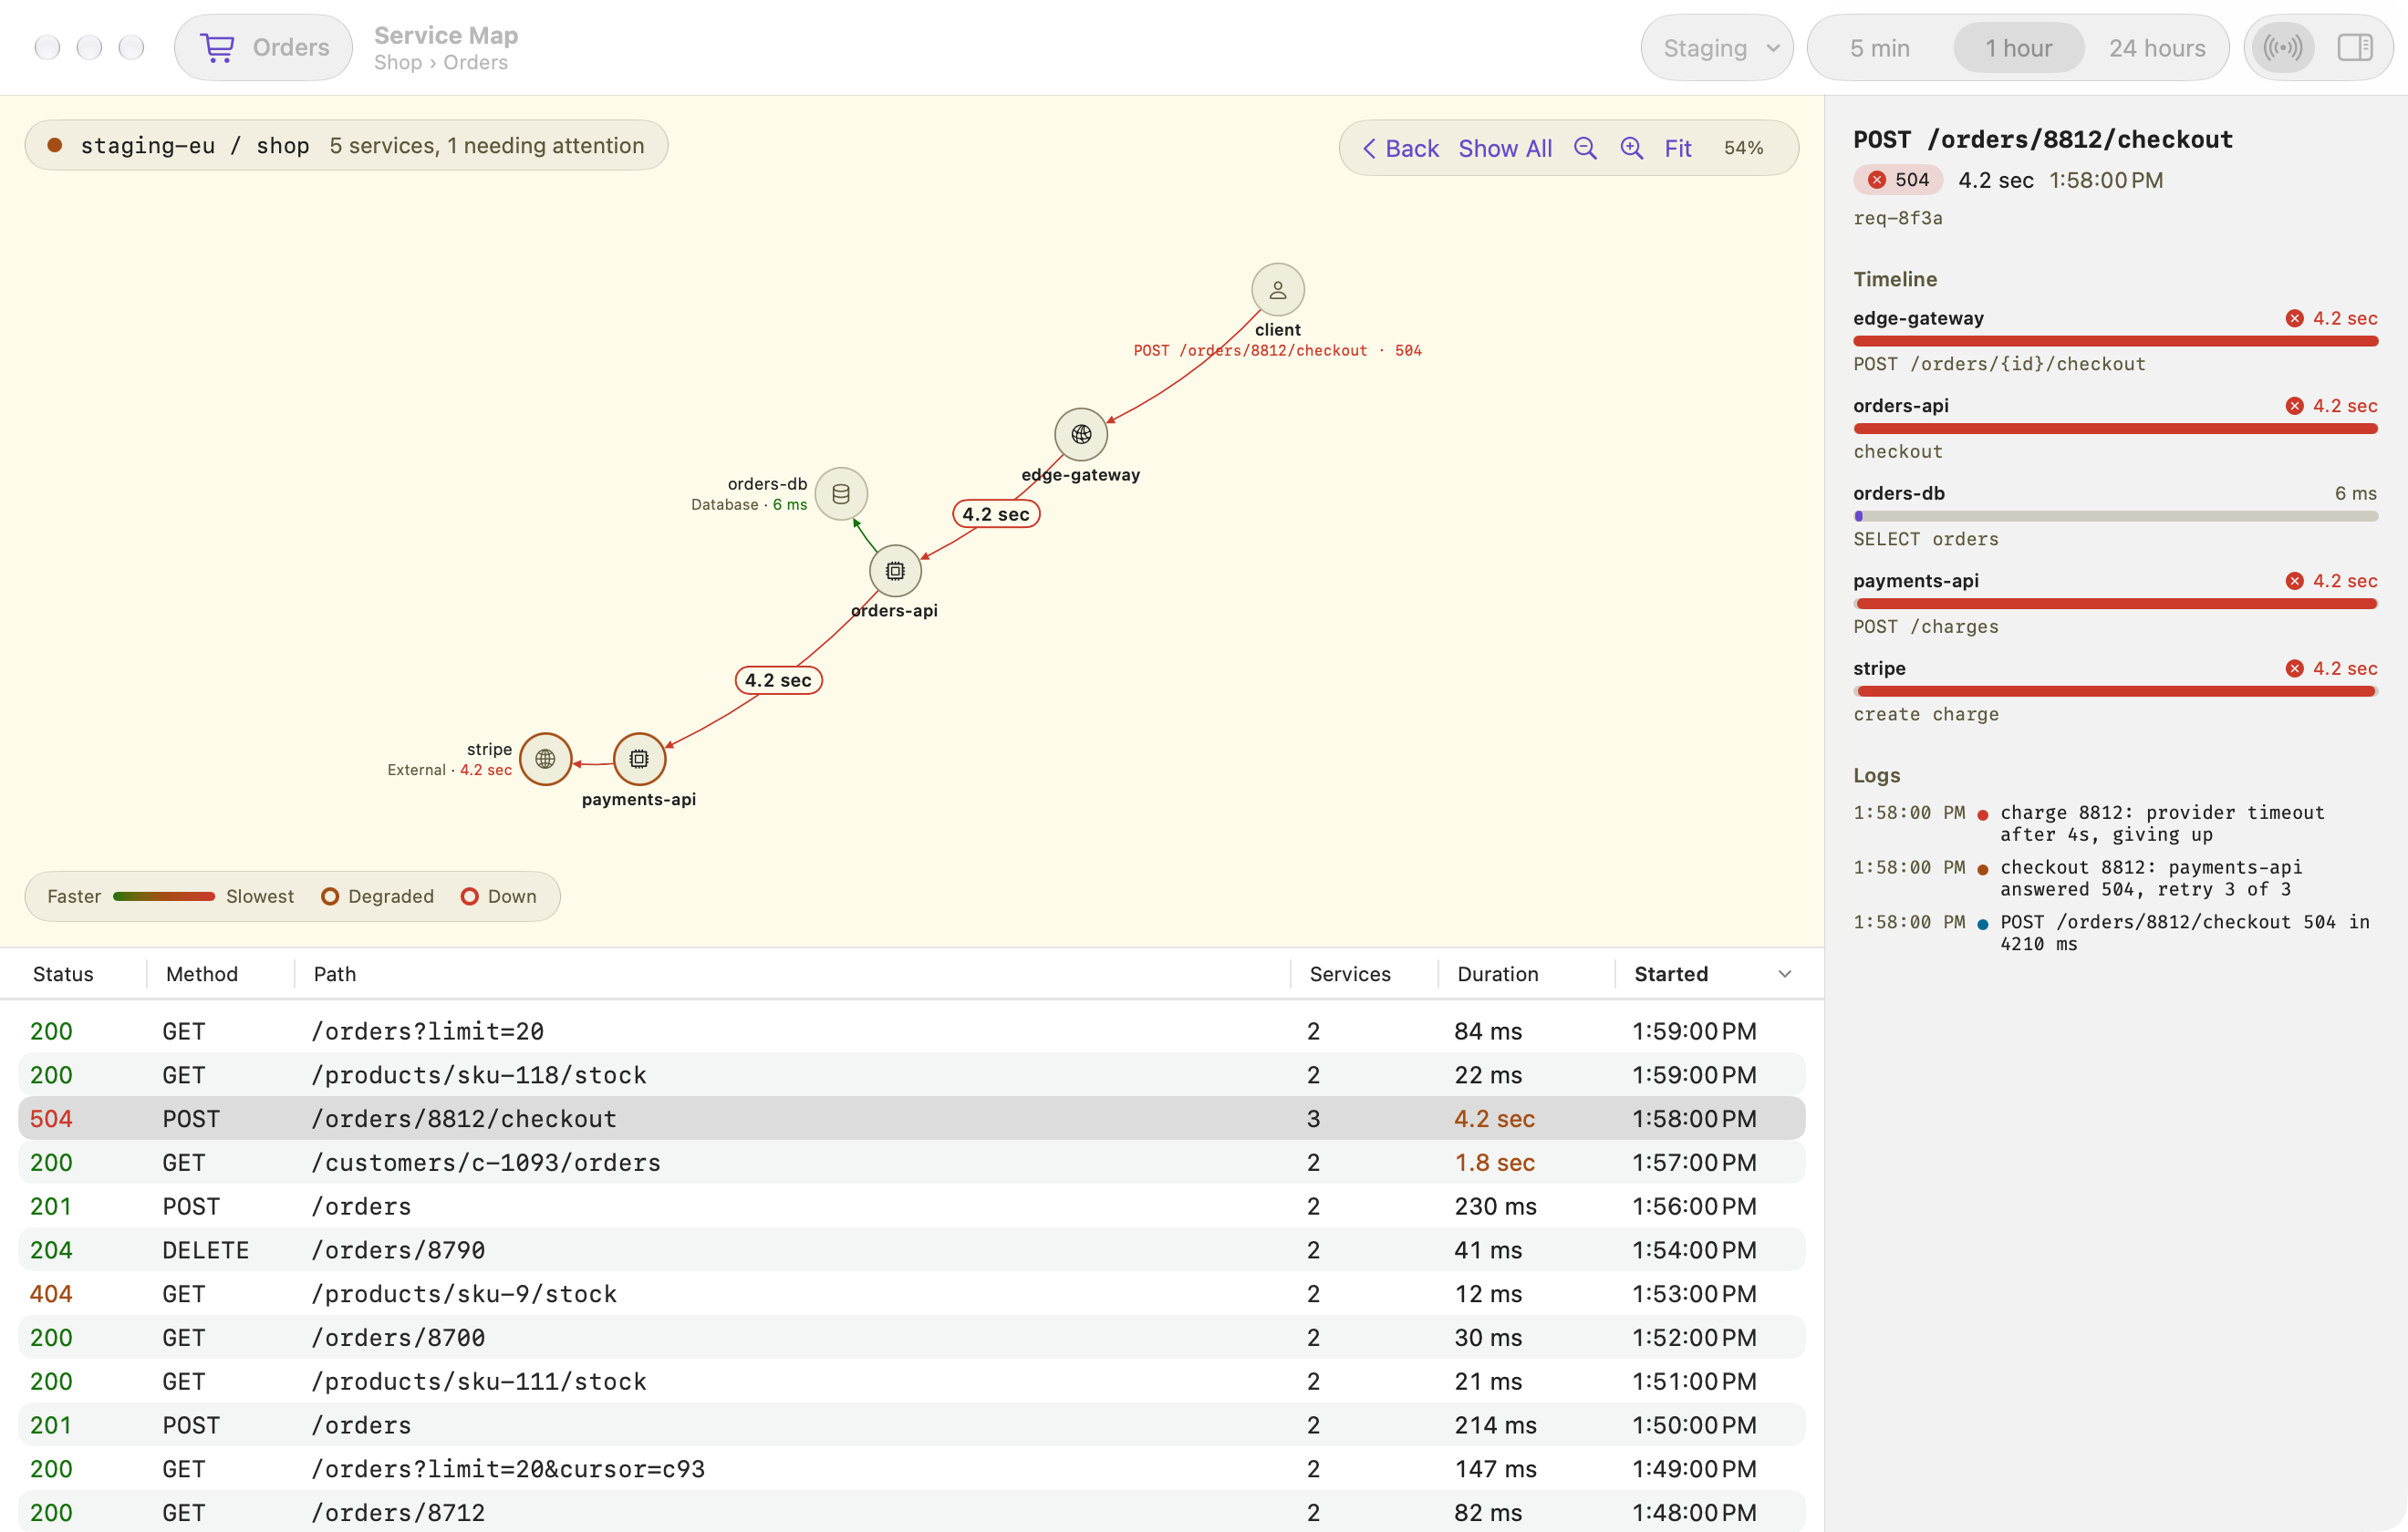 Orders
Service Map
Shop › Orders
Staging
5 min
1 hour
24 hours
staging-eu / shop 5 services, 1 needing attention
Back
Show All
Fit
54%
client
POST /orders/8812/checkout · 504
edge-gateway
4.2 sec
orders-db
Database · 6 ms
orders-api
4.2 sec
stripe
External · 4.2 sec
payments-api
Faster
Slowest
Degraded
Down
Status Method Path Services Duration Started
200 GET /orders?limit=20 2 84 ms 1:59:00 PM
200 GET /products/sku-118/stock 2 22 ms 1:59:00 PM
504 POST /orders/8812/checkout 3 4.2 sec 1:58:00 PM
200 GET /customers/c-1093/orders 2 1.8 sec 1:57:00 PM
201 POST /orders 2 230 ms 1:56:00 PM
204 DELETE /orders/8790 2 41 ms 1:54:00 PM
404 GET /products/sku-9/stock 2 12 ms 1:53:00 PM
200 GET /orders/8700 2 30 ms 1:52:00 PM
200 GET /products/sku-111/stock 2 21 ms 1:51:00 PM
201 POST /orders 2 214 ms 1:50:00 PM
200 GET /orders?limit=20&cursor=c93 2 147 ms 1:49:00 PM
200 GET /orders/8712 2 82 ms 1:48:00 PM
POST /orders/8812/checkout
504 4.2 sec 1:58:00 PM
req-8f3a
Timeline
edge-gateway 4.2 sec
POST /orders/{id}/checkout
orders-api 4.2 sec
checkout
orders-db 6 ms
SELECT orders
payments-api 4.2 sec
POST /charges
stripe 4.2 sec
create charge
Logs
1:58:00 PM charge 8812: provider timeout
after 4s, giving up
1:58:00 PM checkout 8812: payments-api
answered 504, retry 3 of 3
1:58:00 PM POST /orders/8812/checkout 504 in
4210 ms